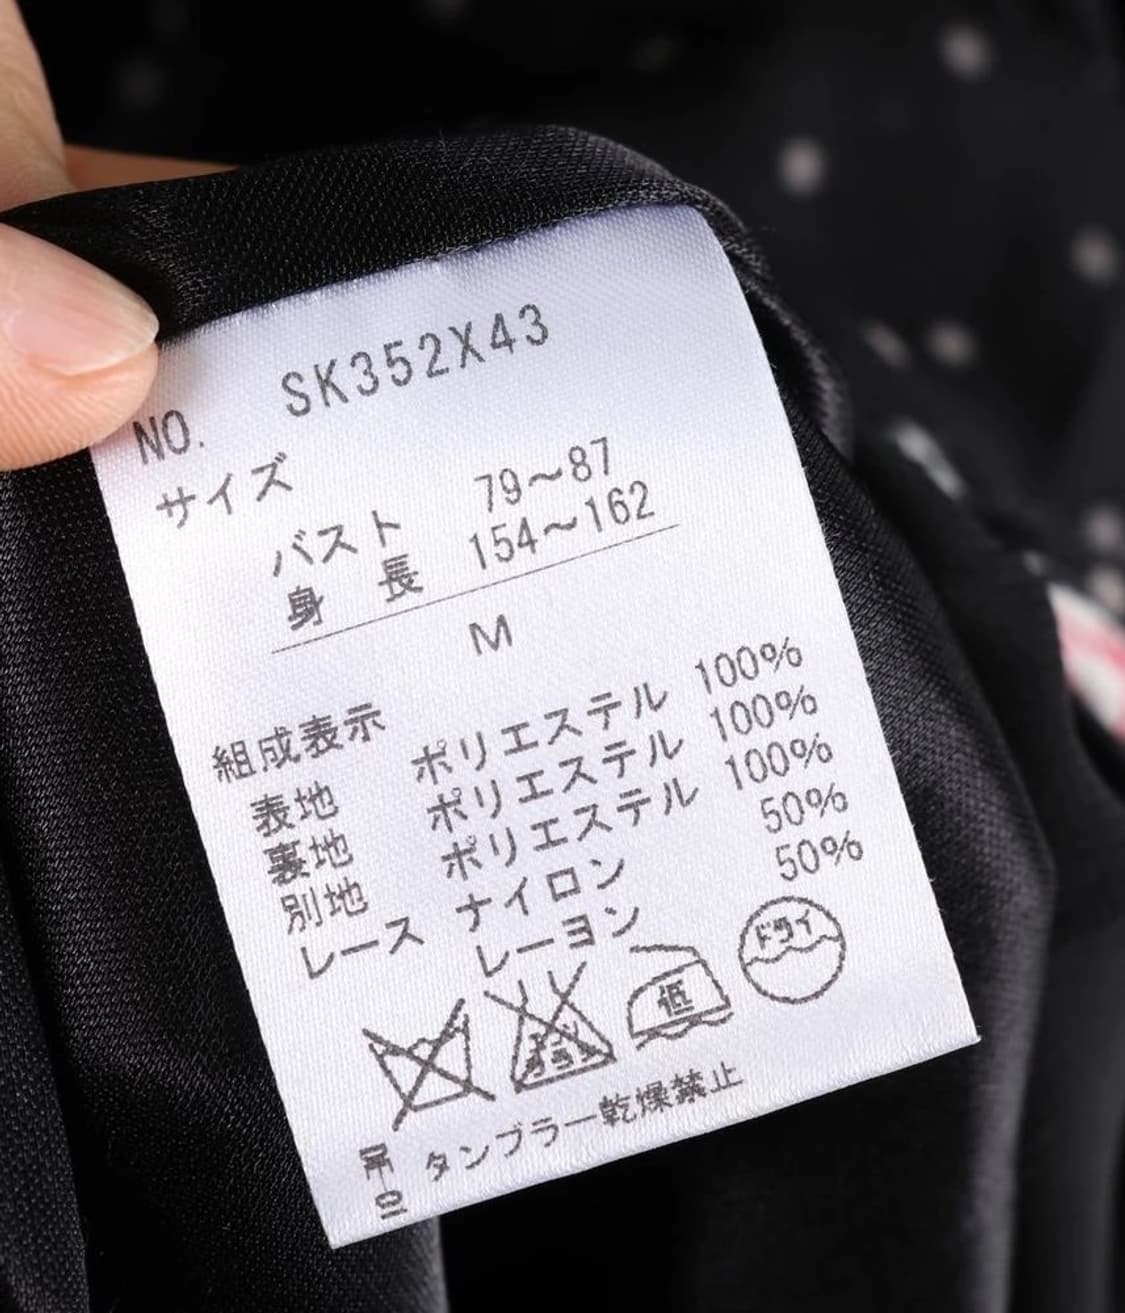 NO. SK352X43
サイズ
バスト 79～87
身長 154～162
M
組成表示
表地 ポリエステル 100%
裏地 ポリエステル 100%
別地 ポリエステル 100%
レース ナイロン 50%
レーヨン 50%
低 ドライ
タンブラー乾燥禁止